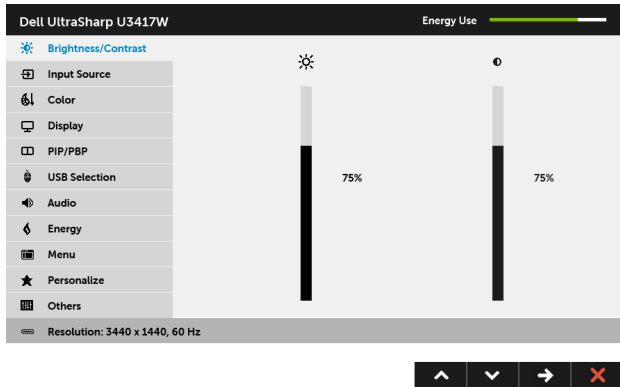 Dell UltraSharp U3417W
Energy Use
Brightness/Contrast
Input Source
Color
Display
PIP/PBP
USB Selection
75%
75%
Audio
Energy
Menu
Personalize
Others
Resolution: 3440 x 1440, 60 Hz